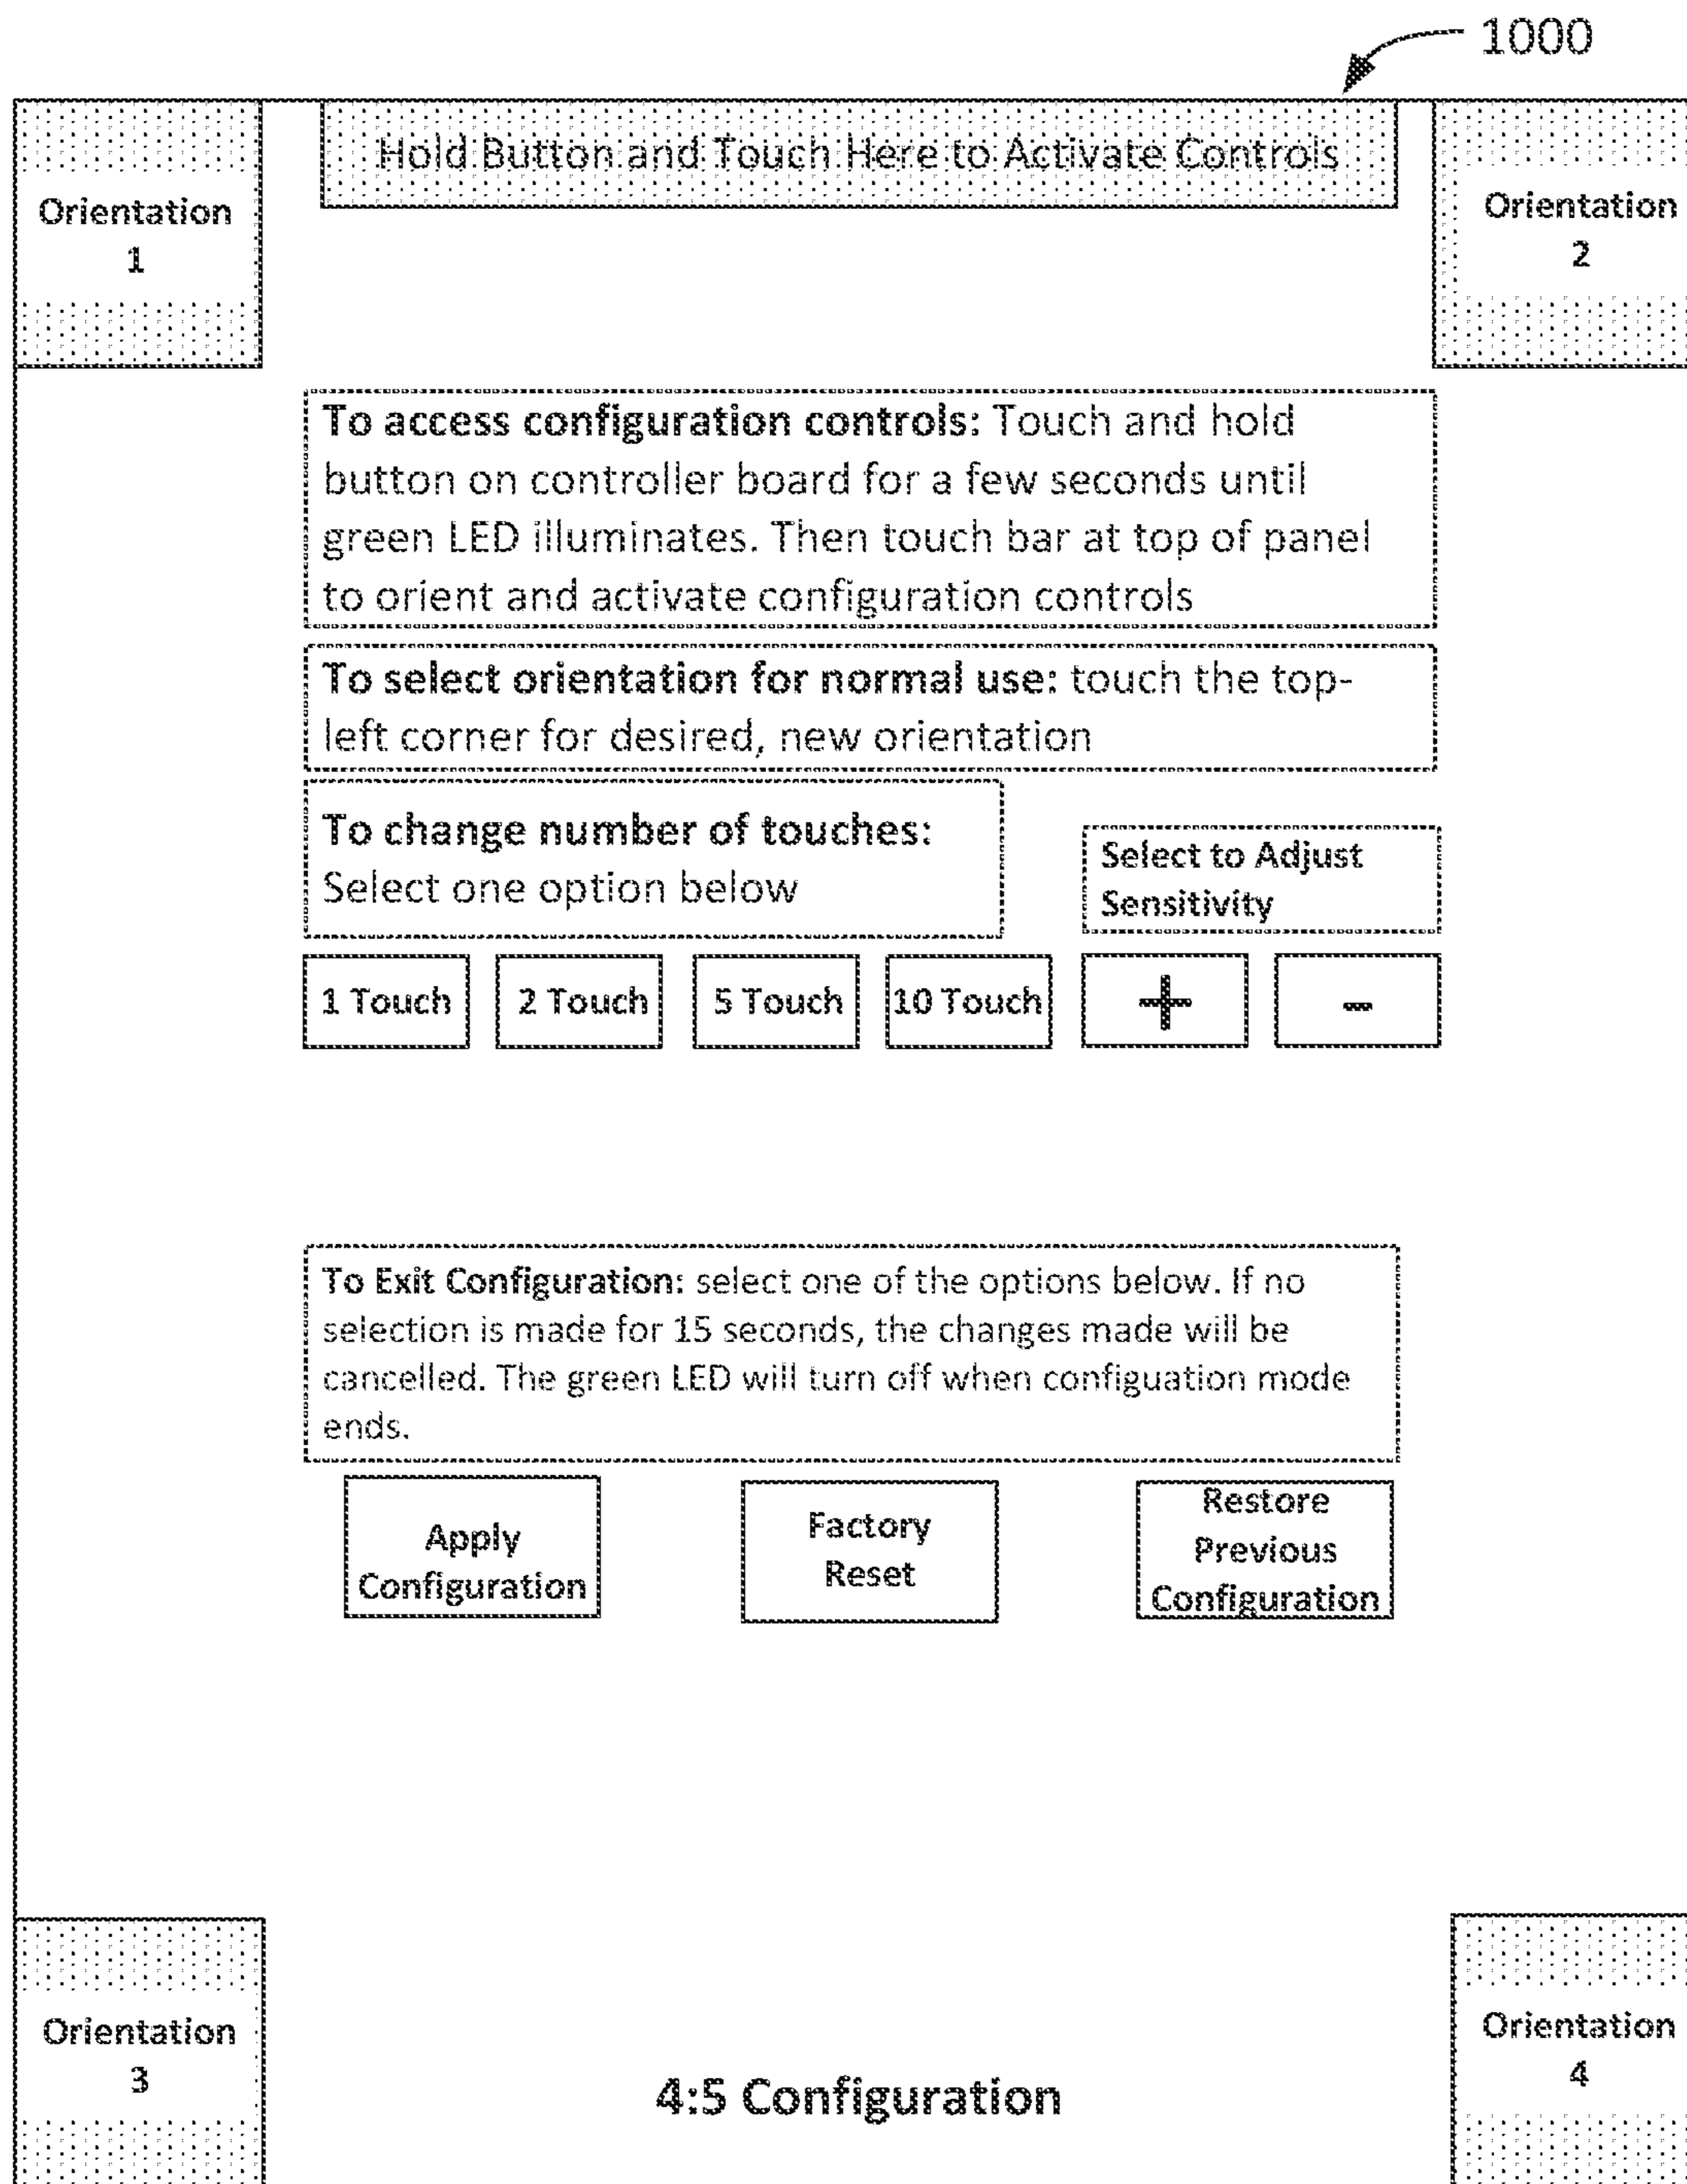 1000
Hold Button and Touch Here to Activate Controls
Orientation
1
Orientation
2
To access configuration controls: Touch and hold
button on controller board for a few seconds until
green LED illuminates. Then touch bar at top of panel
to orient and activate configuration controls
To select orientation for normal use: touch the top-
left corner for desired, new orientation
To change number of touches:
Select one option below
Select to Adjust
Sensitivity
1 Touch
2 Touch
5 Touch
10 Touch
+
-
To Exit Configuration: select one of the options below. If no
selection is made for 15 seconds, the changes made will be
cancelled. The green LED will turn off when configuation mode
ends.
Apply
Configuration
Factory
Reset
Restore
Previous
Configuration
Orientation
3
4:5 Configuration
Orientation
4